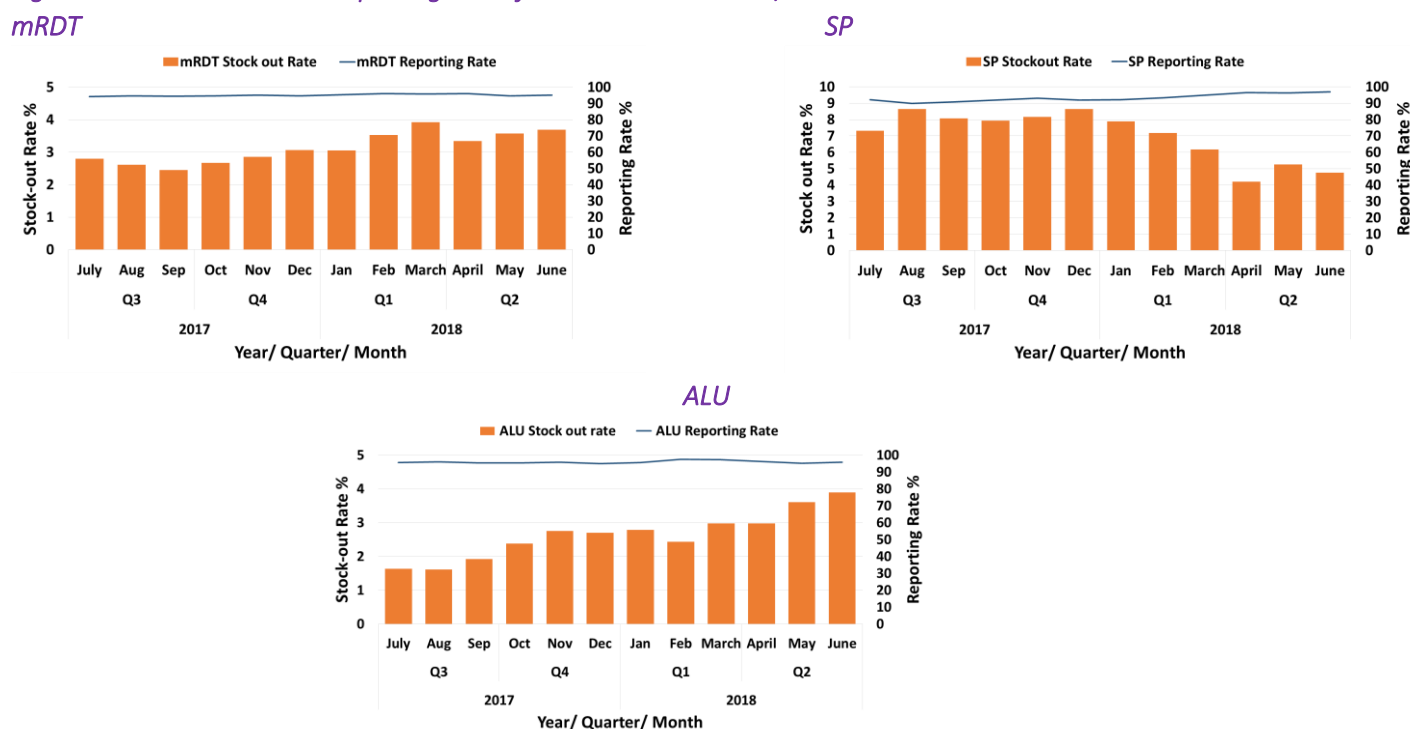 mRDT
mRDT Stock out Rate mRDT Reporting Rate
Stock-out Rate %
5
4
3
2
1
0
100
90
80
70
60
50
40
30
20
10
0
Reporting Rate %
July Aug Sep Oct Nov Dec Jan Feb March April May June
Q3 Q4 Q1 Q2
2017 2018
Year/ Quarter/ Month
SP
SP Stockout Rate SP Reporting Rate
Stock out Rate %
10
9
8
7
6
5
4
3
2
1
0
100
90
80
70
60
50
40
30
20
10
0
Reporting Rate %
July Aug Sep Oct Nov Dec Jan Feb March April May June
Q3 Q4 Q1 Q2
2017 2018
Year/ Quarter/ Month
ALU
ALU Stock out rate ALU Reporting Rate
Stock-out Rate %
5
4
3
2
1
0
100
90
80
70
60
50
40
30
20
10
0
Reporting Rate %
July Aug Sep Oct Nov Dec Jan Feb March April May June
Q3 Q4 Q1 Q2
2017 2018
Year/ Quarter/ Month